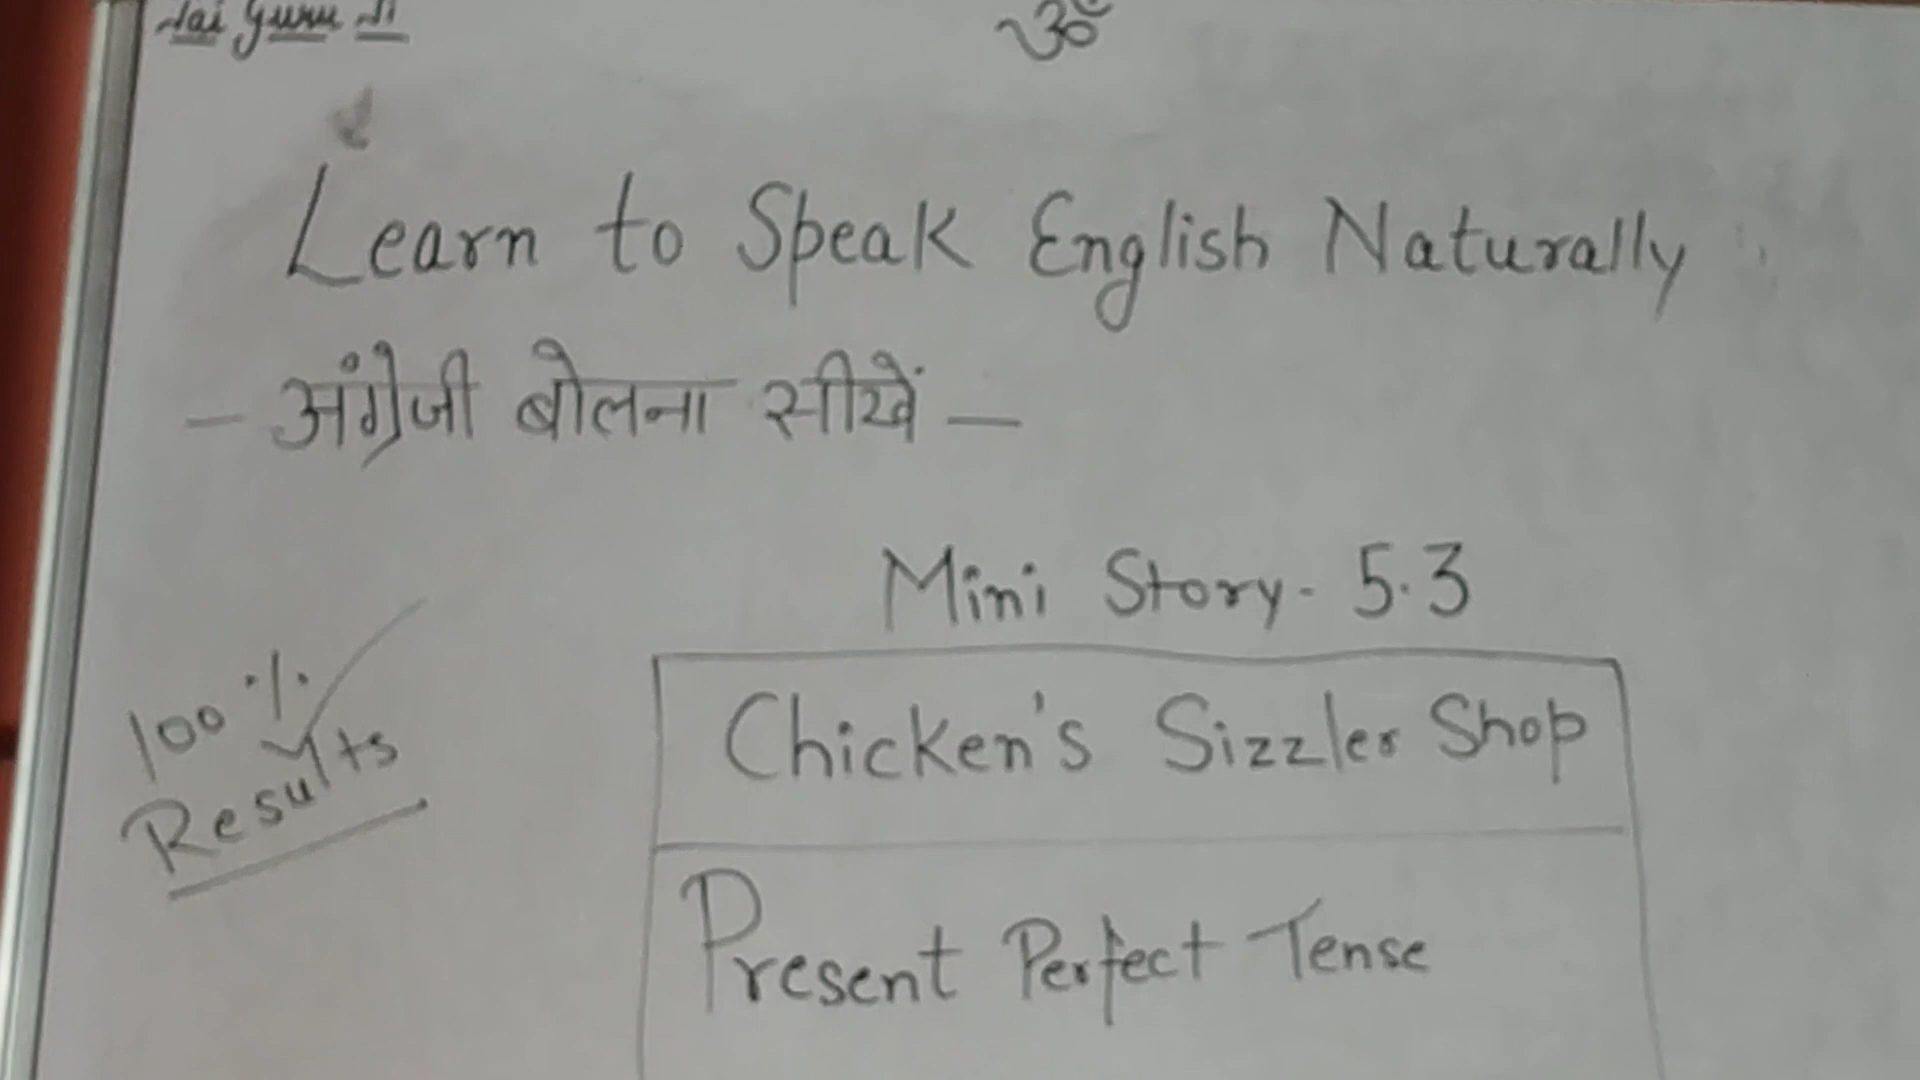 Jai Guru Ji
ॐ
Learn to Speak English Naturally
- अंग्रेजी बोलना सीखें -
Mini Story - 5.3
100 %
Results
Chicken's Sizzler Shop
Present Perfect Tense